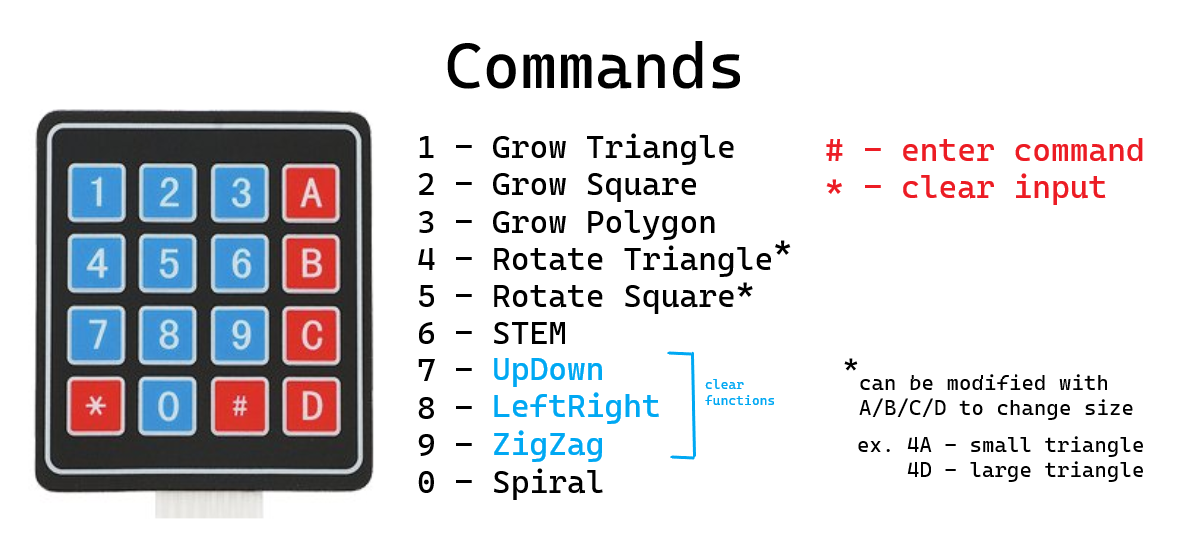 Commands
1 2 3 A
4 5 6 B
7 8 9 C
* 0 # D
1 – Grow Triangle
2 – Grow Square
3 – Grow Polygon
4 – Rotate Triangle*
5 – Rotate Square*
6 – STEM
7 – UpDown
8 – LeftRight
9 – ZigZag
0 – Spiral
clear
functions
# – enter command
* – clear input
*can be modified with
A/B/C/D to change size
ex. 4A – small triangle
4D – large triangle